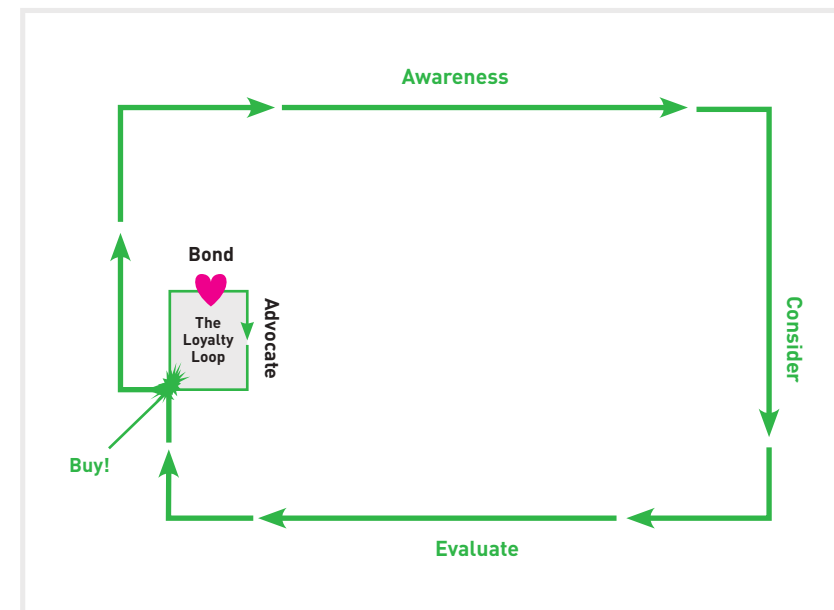 Awareness
Bond
The
Loyalty
Loop
Advocate
Consider
Buy!
Evaluate